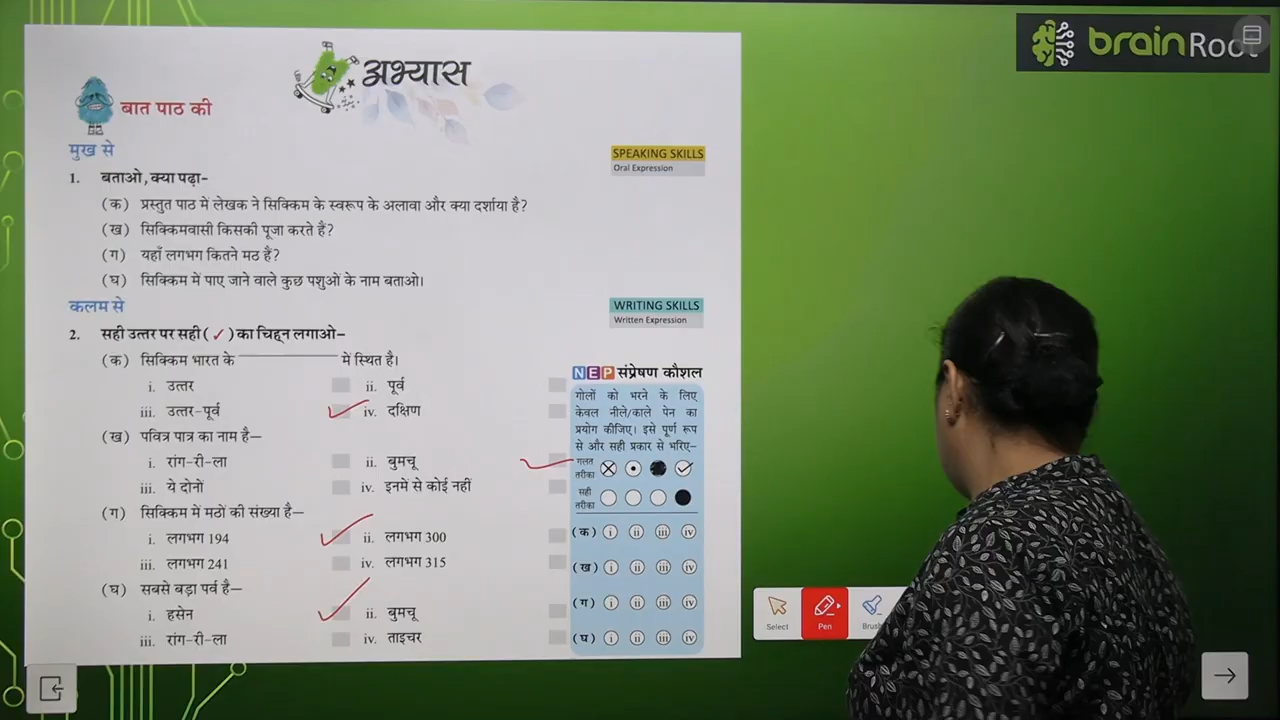 brainRoot
अभ्यास
बात पाठ की
मुख से
SPEAKING SKILLS
Oral Expression
1. बताओ, क्या पढ़ा-
(क) प्रस्तुत पाठ में लेखक ने सिक्किम के स्वरूप के अलावा और क्या दर्शाया है?
(ख) सिक्किमवासी किसकी पूजा करते हैं?
(ग) यहाँ लगभग कितने मठ हैं?
(घ) सिक्किम में पाए जाने वाले कुछ पशुओं के नाम बताओ।
कलम से
WRITING SKILLS
Written Expression
2. सही उत्तर पर सही (✓) का चिह्न लगाओ-
(क) सिक्किम भारत के ____________ में स्थित है।
i. उत्तर ii. पूर्व
iii. उत्तर-पूर्व iv. दक्षिण
(ख) पवित्र पात्र का नाम है—
i. रांग-री-ला ii. बुमचू
iii. ये दोनों iv. इनमें से कोई नहीं
(ग) सिक्किम में मठों की संख्या है—
i. लगभग 194 ii. लगभग 300
iii. लगभग 241 iv. लगभग 315
(घ) सबसे बड़ा पर्व है—
i. हसेन ii. बुमचू
iii. रांग-री-ला iv. ताइचर
NEP संप्रेषण कौशल
गोलों को भरने के लिए
केवल नीले/काले पेन का
प्रयोग कीजिए। इसे पूर्ण रूप
से और सही प्रकार से भरिए-
गलत
तरीका
सही
तरीका
(क) i ii iii iv
(ख) i ii iii iv
(ग) i ii iii iv
(घ) i ii iii iv
Select
Pen
Brush